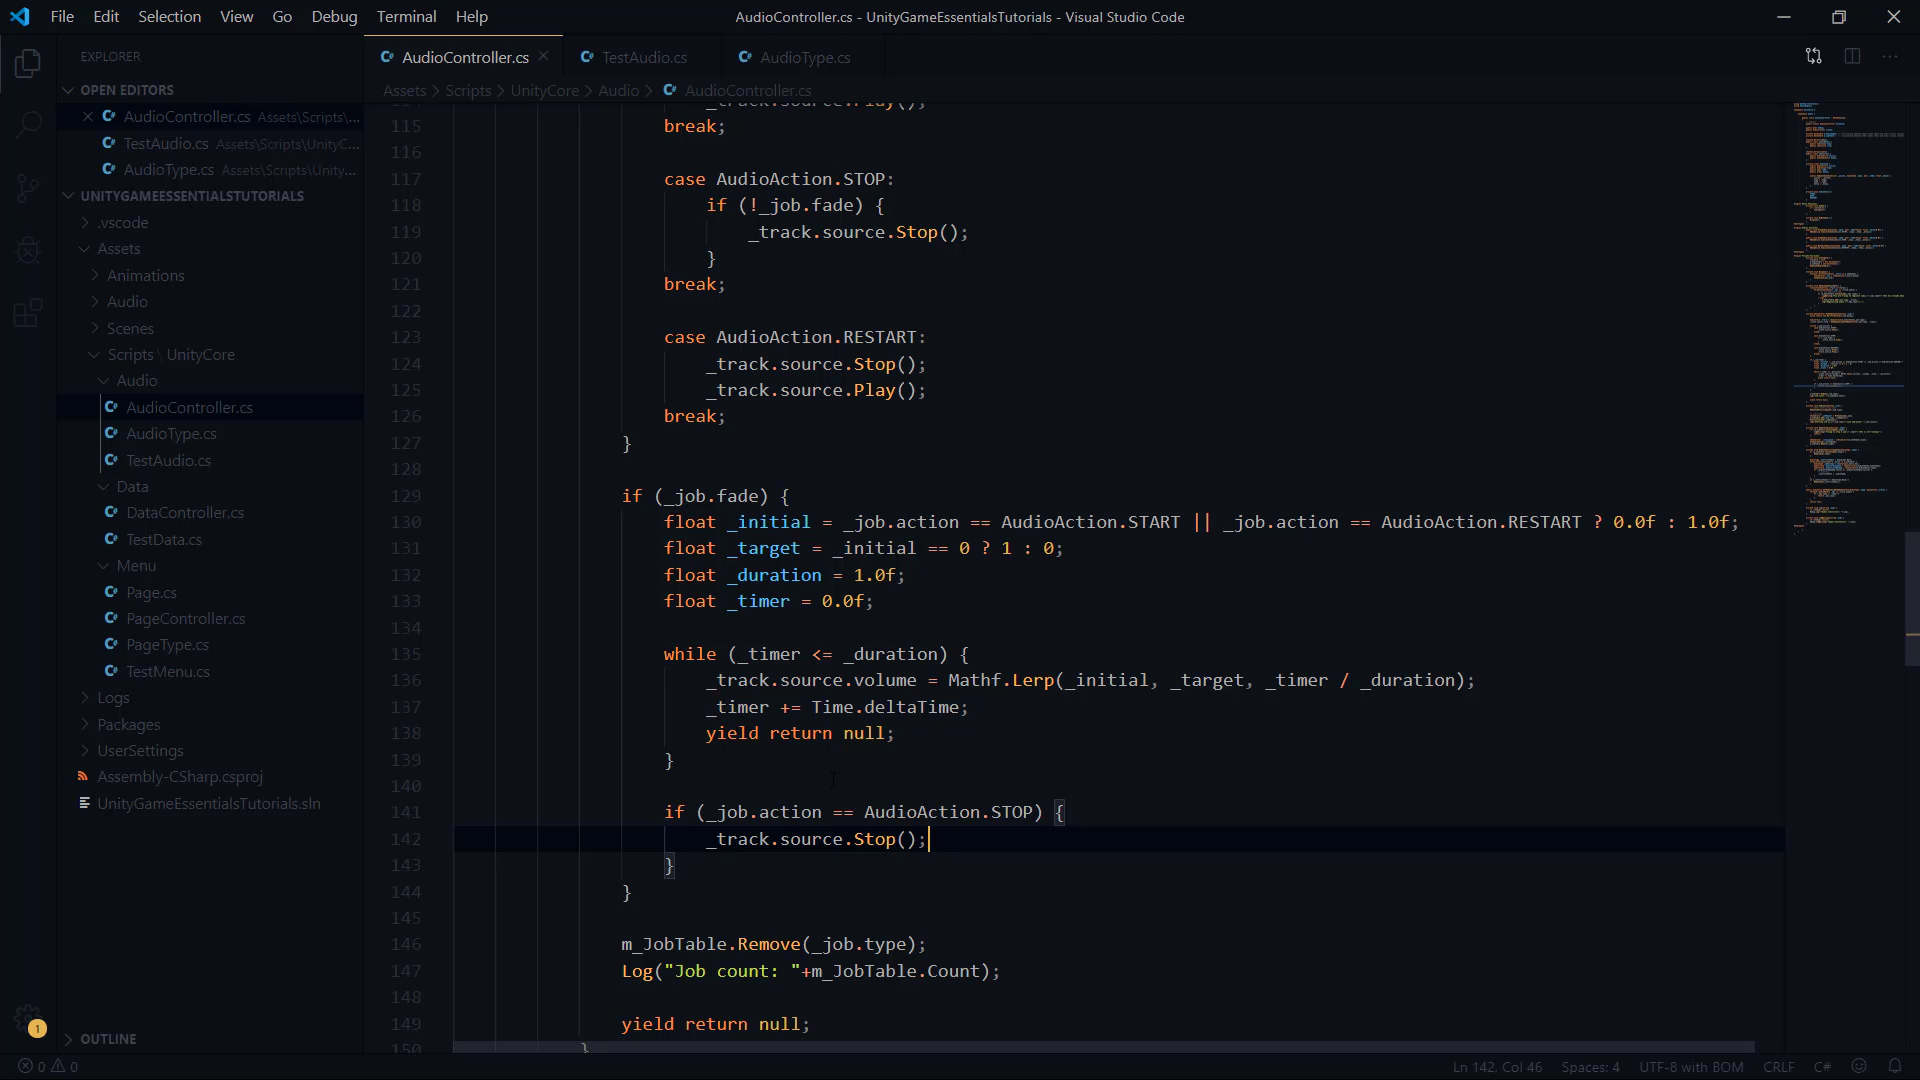 File Edit Selection View Go Debug Terminal Help
AudioController.cs - UnityGameEssentialsTutorials - Visual Studio Code
EXPLORER
OPEN EDITORS
AudioController.cs Assets\Scripts\...
TestAudio.cs Assets\Scripts\UnityC...
AudioType.cs Assets\Scripts\Unity...
UNITYGAMEESSENTIALSTUTORIALS
.vscode
Assets
Animations
Audio
Scenes
Scripts \ UnityCore
Audio
AudioController.cs
AudioType.cs
TestAudio.cs
Data
DataController.cs
TestData.cs
Menu
Page.cs
PageController.cs
PageType.cs
TestMenu.cs
Logs
Packages
UserSettings
Assembly-CSharp.csproj
UnityGameEssentialsTutorials.sln
1
OUTLINE
AudioController.cs TestAudio.cs AudioType.cs
Assets > Scripts > UnityCore > Audio > AudioController.cs
114 _track.source.Play();
115 break;
116
117 case AudioAction.STOP:
118 if (!_job.fade) {
119 _track.source.Stop();
120 }
121 break;
122
123 case AudioAction.RESTART:
124 _track.source.Stop();
125 _track.source.Play();
126 break;
127 }
128
129 if (_job.fade) {
130 float _initial = _job.action == AudioAction.START || _job.action == AudioAction.RESTART ? 0.0f : 1.0f;
131 float _target = _initial == 0 ? 1 : 0;
132 float _duration = 1.0f;
133 float _timer = 0.0f;
134
135 while (_timer <= _duration) {
136 _track.source.volume = Mathf.Lerp(_initial, _target, _timer / _duration);
137 _timer += Time.deltaTime;
138 yield return null;
139 }
140
141 if (_job.action == AudioAction.STOP) {
142 _track.source.Stop();
143 }
144 }
145
146 m_JobTable.Remove(_job.type);
147 Log("Job count: "+m_JobTable.Count);
148
149 yield return null;
150 }
0 0 Ln 142, Col 46 Spaces: 4 UTF-8 with BOM CRLF C#